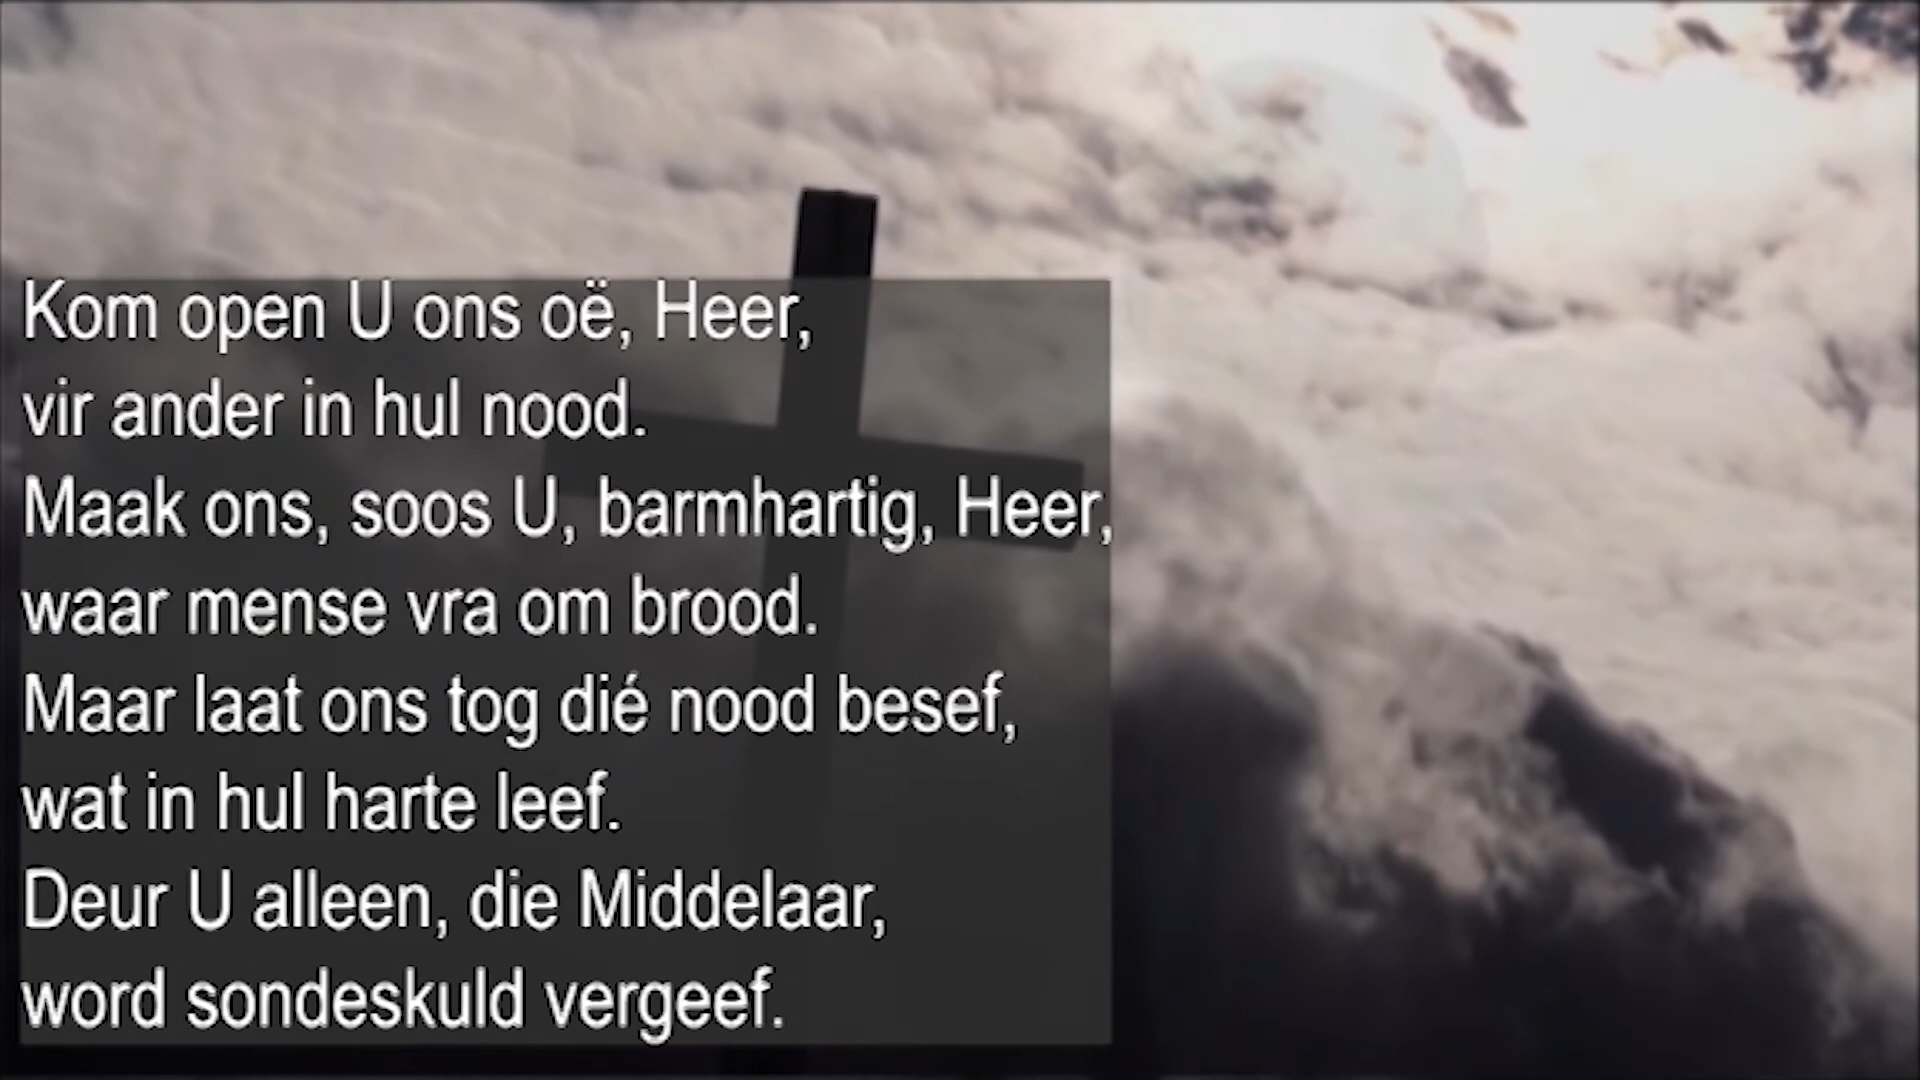 Kom open U ons oë, Heer,
vir ander in hul nood.
Maak ons, soos U, barmhartig, Heer,
waar mense vra om brood.
Maar laat ons tog dié nood besef,
wat in hul harte leef.
Deur U alleen, die Middelaar,
word sondeskuld vergeef.